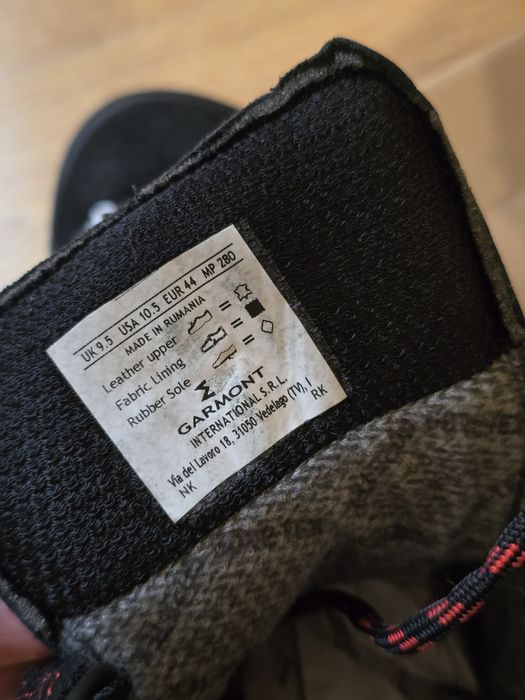 UK 9.5 USA 10.5 EUR 44 MP 280
MADE IN RUMANIA
Leather upper = 
Fabric Lining = 
Rubber Sole = 
GARMONT
INTERNATIONAL S.R.L.
Via del Lavoro 18, 31050 Vedelago (TV), I
NK RK